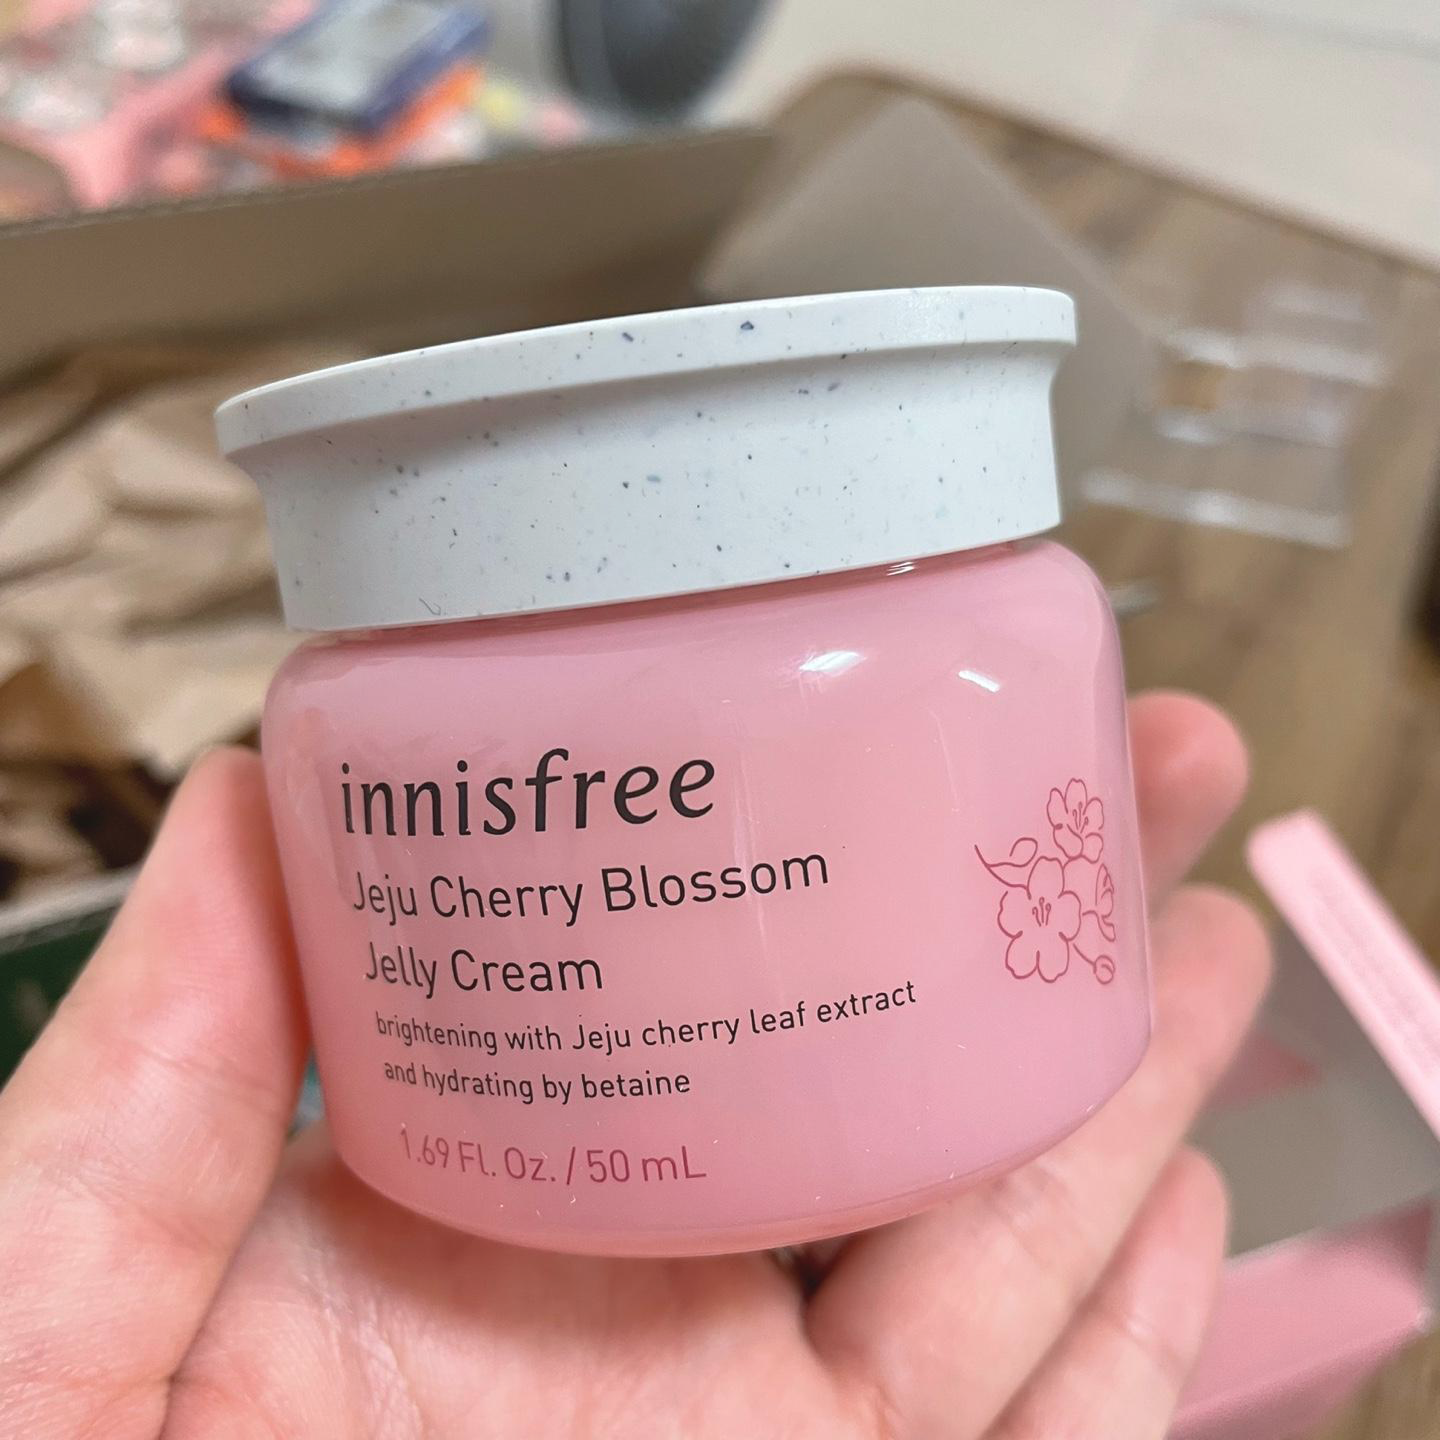 innisfree
Jeju Cherry Blossom
Jelly Cream
brightening with Jeju cherry leaf extract
and hydrating by betaine
1.69 Fl. Oz. / 50 mL